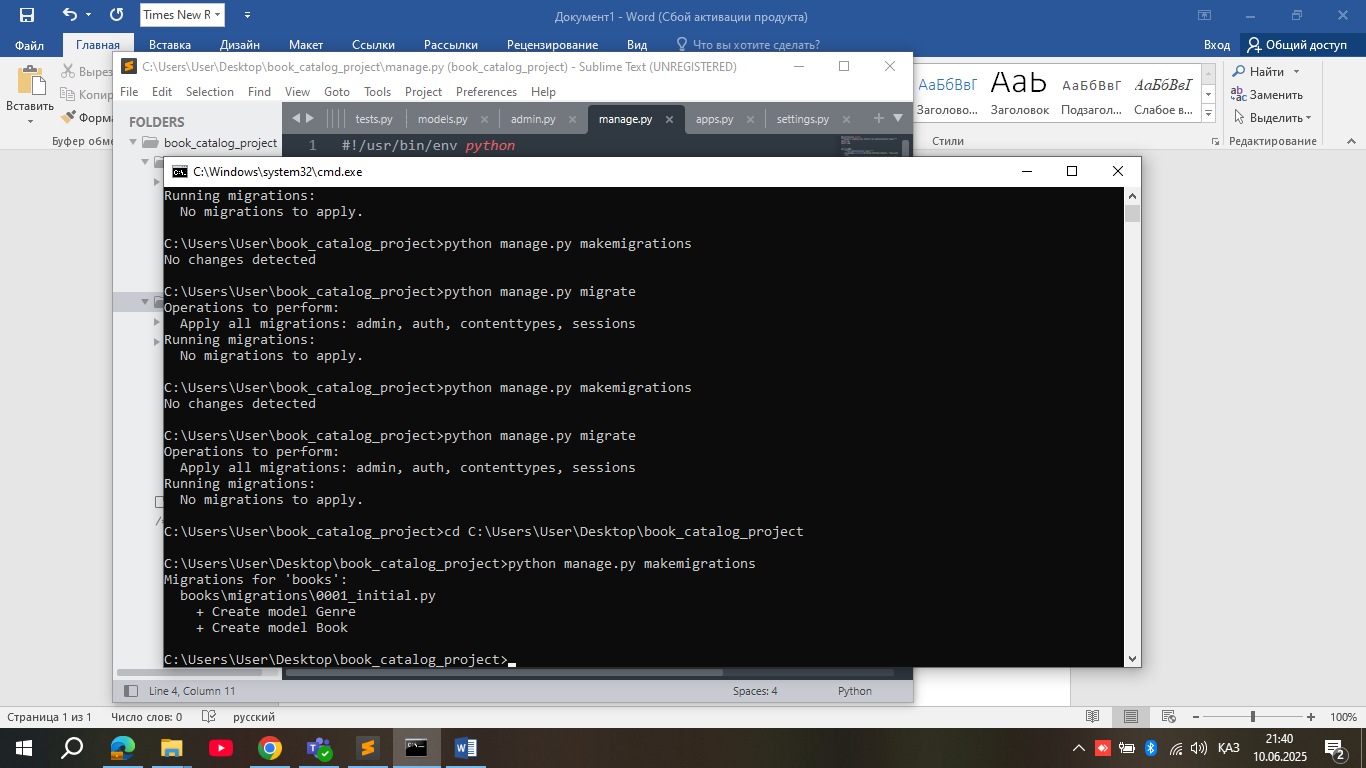 Times New R
Документ1 - Word (Сбой активации продукта)
Файл Главная Вставка Дизайн Макет Ссылки Рассылки Рецензирование Вид Что вы хотите сделать? Вход Общий доступ
Вставить
Выре
Копи
Форма
Буфер обм
АаБбВвГ АаБ АаБбВвГ АаБбВвГг
Заголово... Заголовок Подзагол... Слабое в...
Стили
Найти
Заменить
Выделить
Редактирование
C:\Users\User\Desktop\book_catalog_project\manage.py (book_catalog_project) - Sublime Text (UNREGISTERED)
File Edit Selection Find View Goto Tools Project Preferences Help
FOLDERS
book_catalog_project
tests.py models.py admin.py manage.py apps.py settings.py
1 #!/usr/bin/env python
C:\Windows\system32\cmd.exe
Running migrations:
No migrations to apply.
C:\Users\User\book_catalog_project>python manage.py makemigrations
No changes detected
C:\Users\User\book_catalog_project>python manage.py migrate
Operations to perform:
Apply all migrations: admin, auth, contenttypes, sessions
Running migrations:
No migrations to apply.
C:\Users\User\book_catalog_project>python manage.py makemigrations
No changes detected
C:\Users\User\book_catalog_project>python manage.py migrate
Operations to perform:
Apply all migrations: admin, auth, contenttypes, sessions
Running migrations:
No migrations to apply.
C:\Users\User\book_catalog_project>cd C:\Users\User\Desktop\book_catalog_project
C:\Users\User\Desktop\book_catalog_project>python manage.py makemigrations
Migrations for 'books':
books\migrations\0001_initial.py
+ Create model Genre
+ Create model Book
C:\Users\User\Desktop\book_catalog_project>
Line 4, Column 11 Spaces: 4 Python
Страница 1 из 1 Число слов: 0 русский 100%
ҚАЗ
21:40
10.06.2025
2